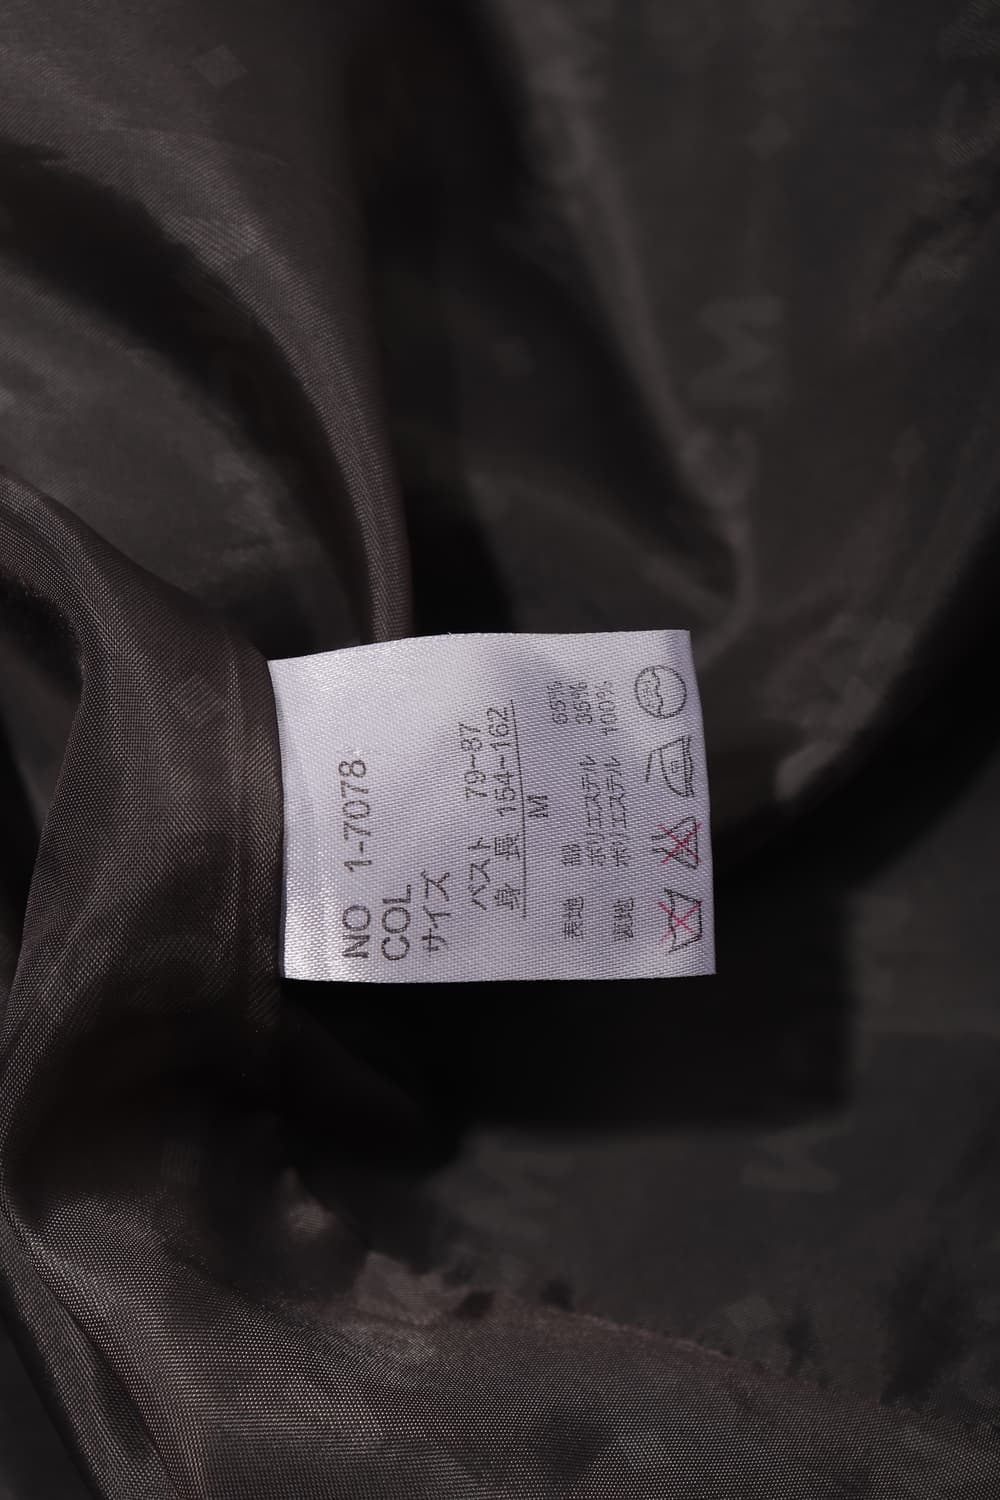 NO 1-7078
COL
サイズ
バスト 79~87
身長 154~162
M
表地 綿 65%
ポリエステル 35%
裏地 ポリエステル 100%